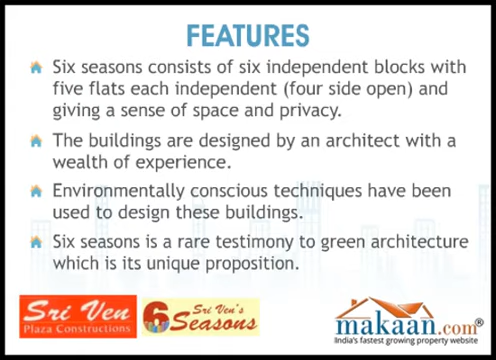 FEATURES
Six seasons consists of six independent blocks with
five flats each independent (four side open) and
giving a sense of space and privacy.
The buildings are designed by an architect with a
wealth of experience.
Environmentally conscious techniques have been
used to design these buildings.
Six seasons is a rare testimony to green architecture
which is its unique proposition.
Sri Ven
Plaza Constructions
Sri Ven's
6 Seasons
makaan.com®
India's fastest growing property website